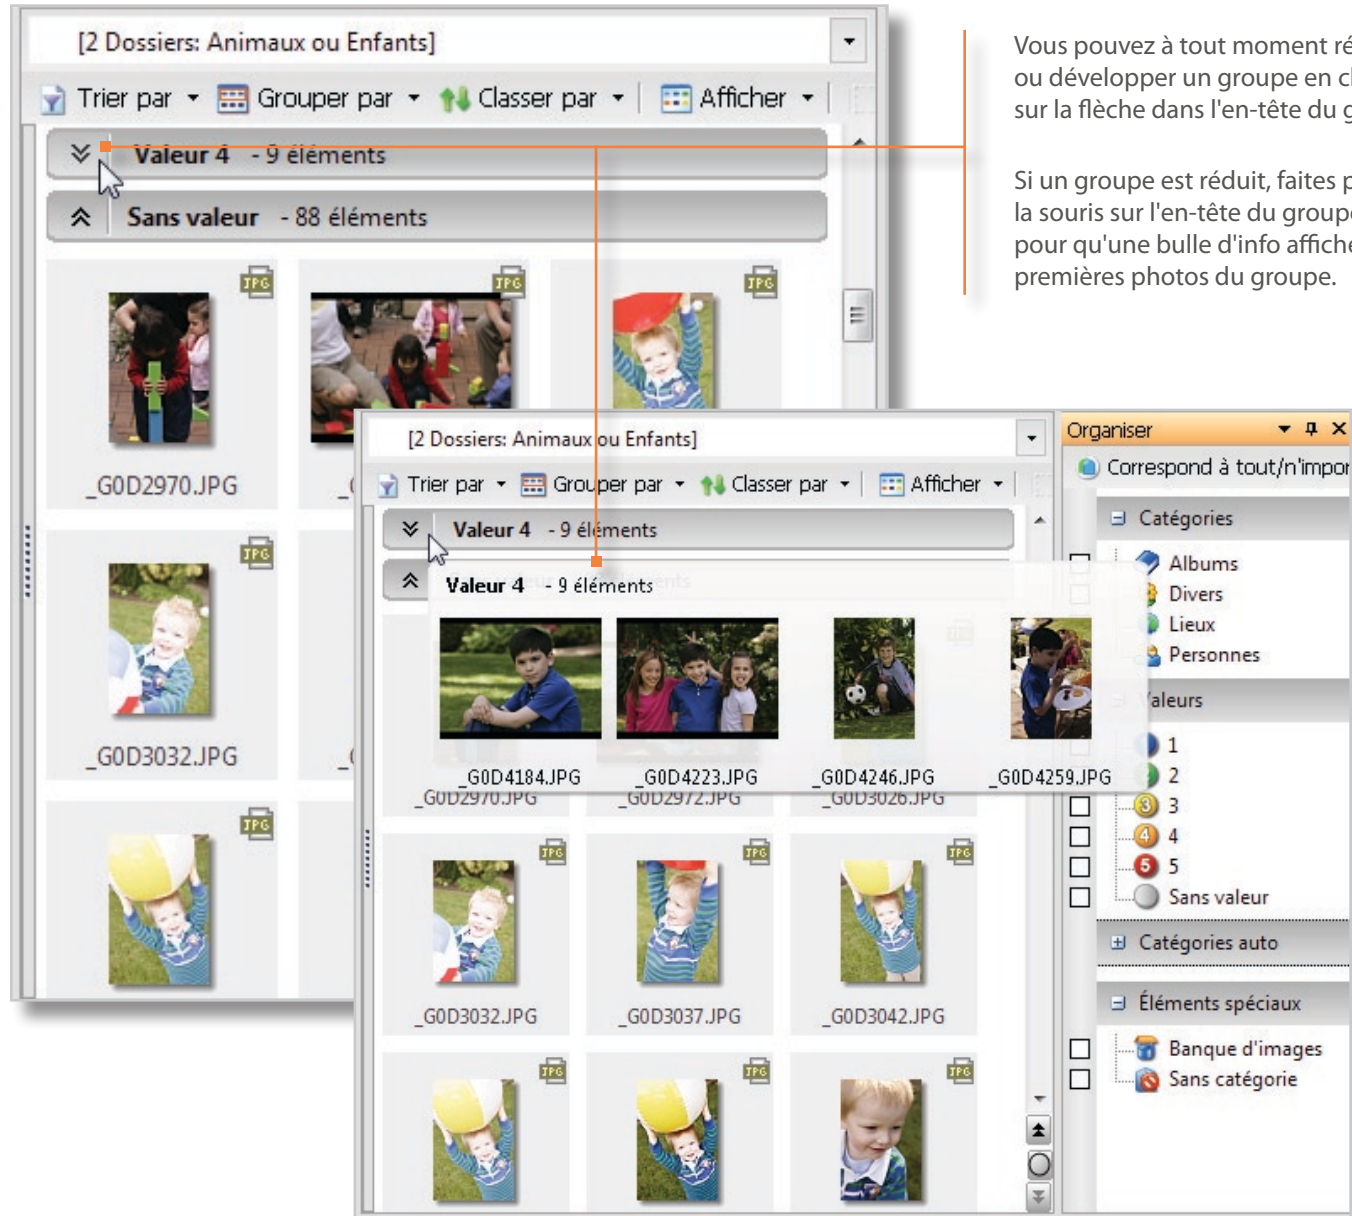 [2 Dossiers: Animaux ou Enfants]
Trier par Grouper par Classer par Afficher
Valeur 4 - 9 éléments
Sans valeur - 88 éléments
JPG JPG JPG
_G0D2970.JPG
JPG
_G0D3032.JPG
JPG
Vous pouvez à tout moment ré
ou développer un groupe en cl
sur la flèche dans l'en-tête du g
Si un groupe est réduit, faites p
la souris sur l'en-tête du groupe
pour qu'une bulle d'info affiche
premières photos du groupe.
[2 Dossiers: Animaux ou Enfants]
Trier par Grouper par Classer par Afficher
Valeur 4 - 9 éléments
Valeur 4 - 9 éléments
_G0D4184.JPG _G0D4223.JPG _G0D4246.JPG _G0D4259.JPG
_G0D2970.JPG _G0D2972.JPG _G0D3026.JPG
JPG JPG JPG
_G0D3032.JPG _G0D3037.JPG _G0D3042.JPG
JPG JPG JPG
Organiser
Correspond à tout/n'impor
Catégories
Albums
Divers
Lieux
Personnes
aleurs
1
2
3 3
4 4
5 5
Sans valeur
Catégories auto
Éléments spéciaux
Banque d'images
Sans catégorie